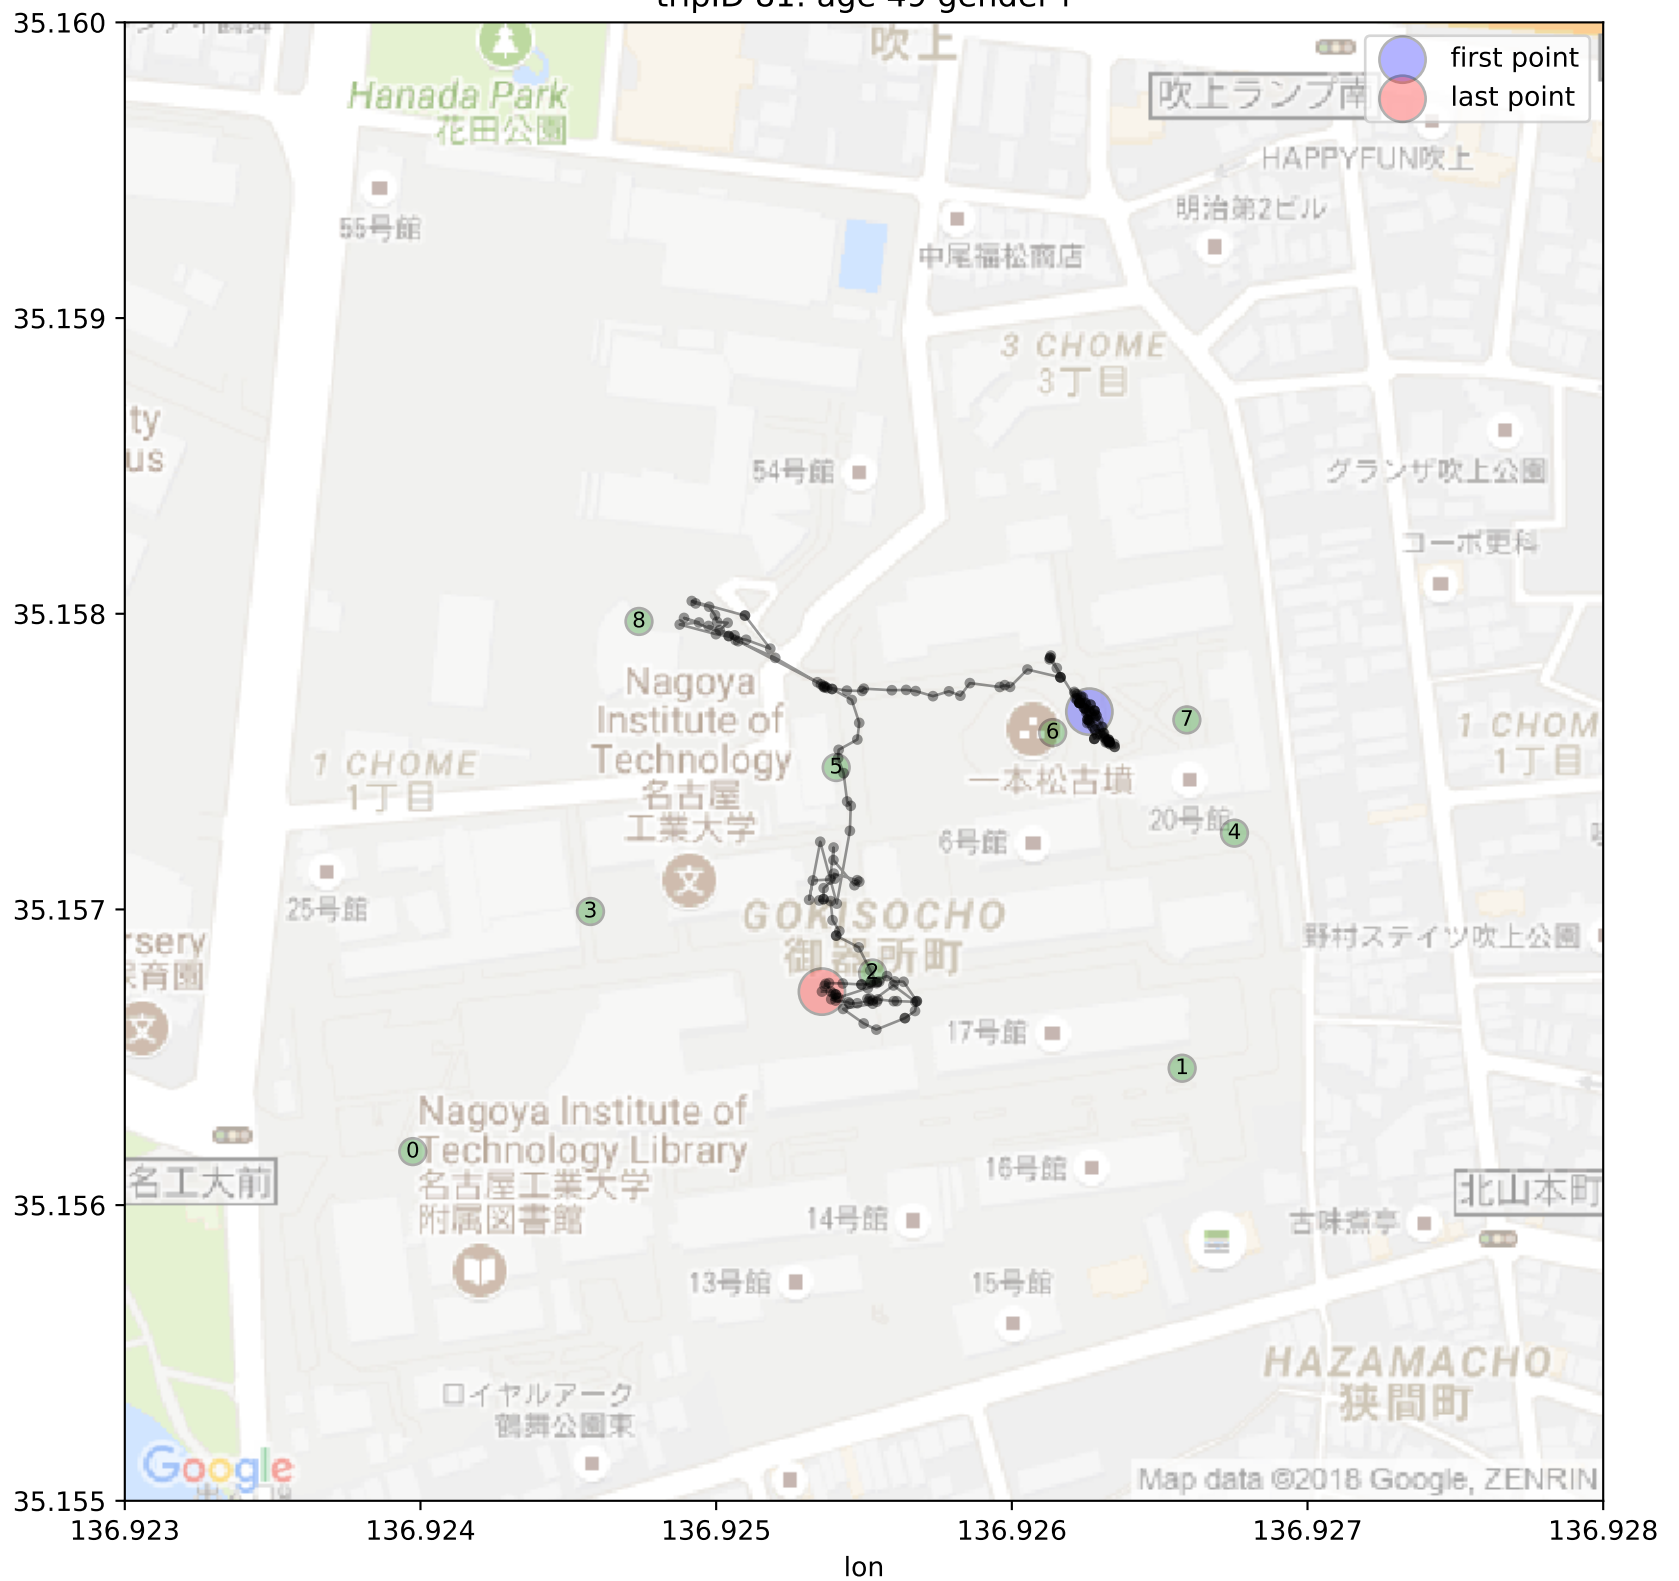 35.160
吹上
first point
last point
吹上ランプ南
Hanada Park
花田公園
HAPPYFUN吹上
明治第2ビル
55号館
中尾福松商店
35.159
3 CHOME
3丁目
ty
us
54号館
グランザ吹上公園
コーポ更科
35.158
8
Nagoya
Institute of
Technology
名古屋
工業大学
6
7
5
1 CHOME
1丁目
一本松古墳
1 CHOM
1丁目
20号館
4
6号館
25号館
3
35.157
GOKISOCHO
御器所町
rsery
保育園
野村ステイツ吹上公園
2
17号館
1
Nagoya Institute of
Technology Library
名古屋工業大学
附属図書館
0
名工大前
16号館
北山本町
35.156
14号館
古味煮亭
13号館
15号館
HAZAMACHO
狭間町
ロイヤルアーク
鶴舞公園東
Google
Map data ©2018 Google, ZENRIN
35.155
136.923
136.924
136.925
136.926
136.927
136.928
lon